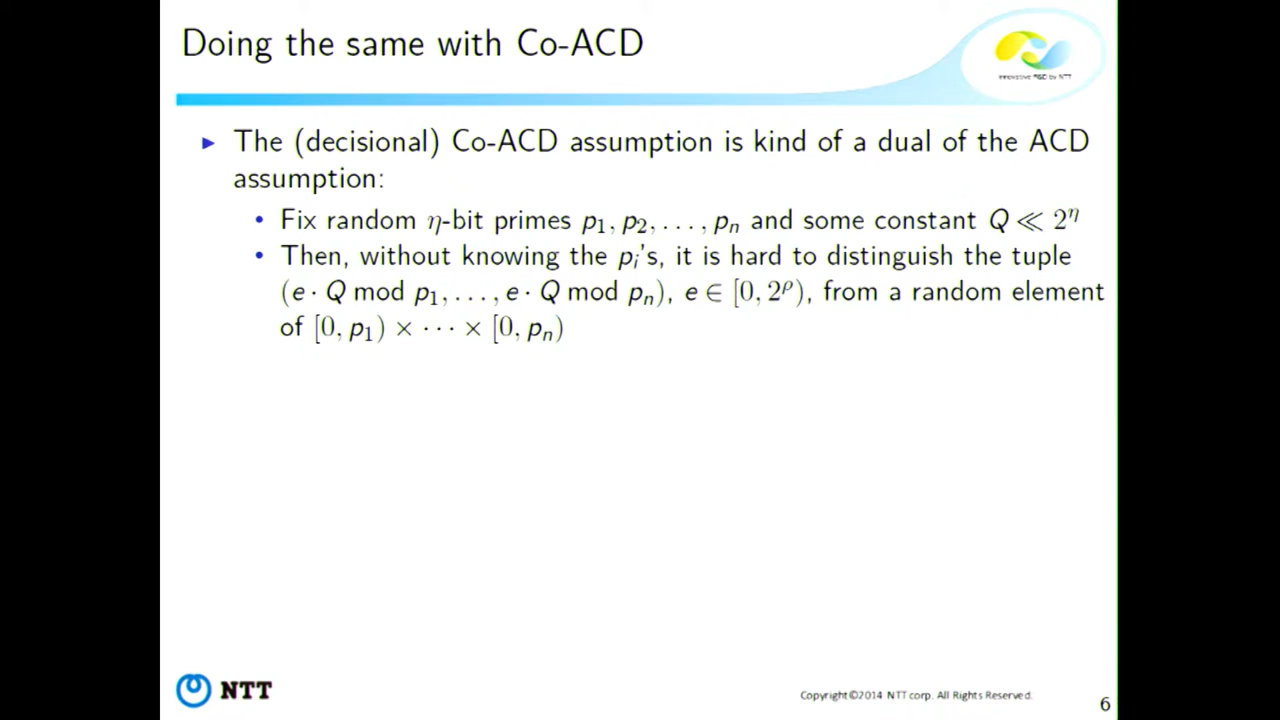 Doing the same with Co-ACD
Innovative R&D by NTT
▶ The (decisional) Co-ACD assumption is kind of a dual of the ACD
assumption:
• Fix random η-bit primes p₁, p₂, . . . , pₙ and some constant Q ≪ 2^η
• Then, without knowing the pᵢ's, it is hard to distinguish the tuple
(e · Q mod p₁, . . . , e · Q mod pₙ), e ∈ [0, 2^ρ), from a random element
of [0, p₁) × · · · × [0, pₙ)
NTT
Copyright©2014 NTT corp. All Rights Reserved.
6